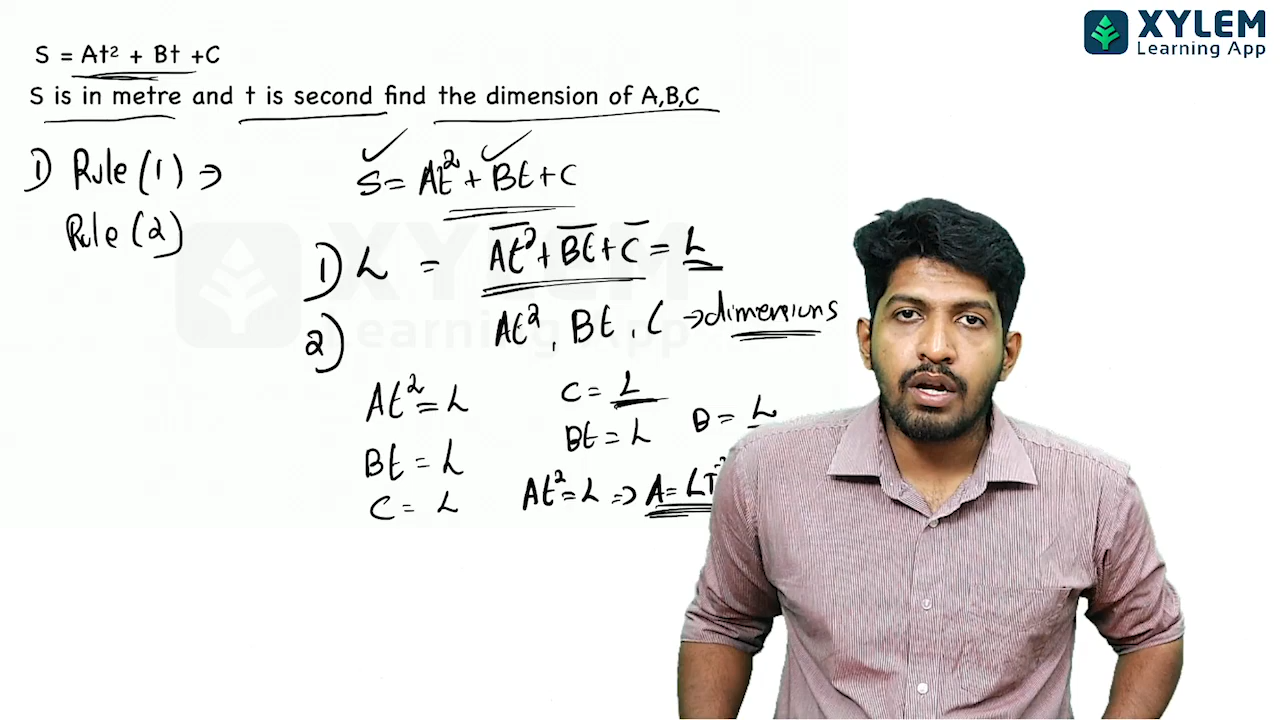 XYLEM
Learning App
S = At² + Bt +C
S is in metre and t is second find the dimension of A,B,C
1) Rule (1) ⇒
S = At² + Bt + C
Rule (2)
1) L = At² + Bt + C = L
2) At², Bt, C → dimensions
At² = L
C = L
Bt = L
Bt = L
B = L
C = L
At² = L ⇒ A = LT